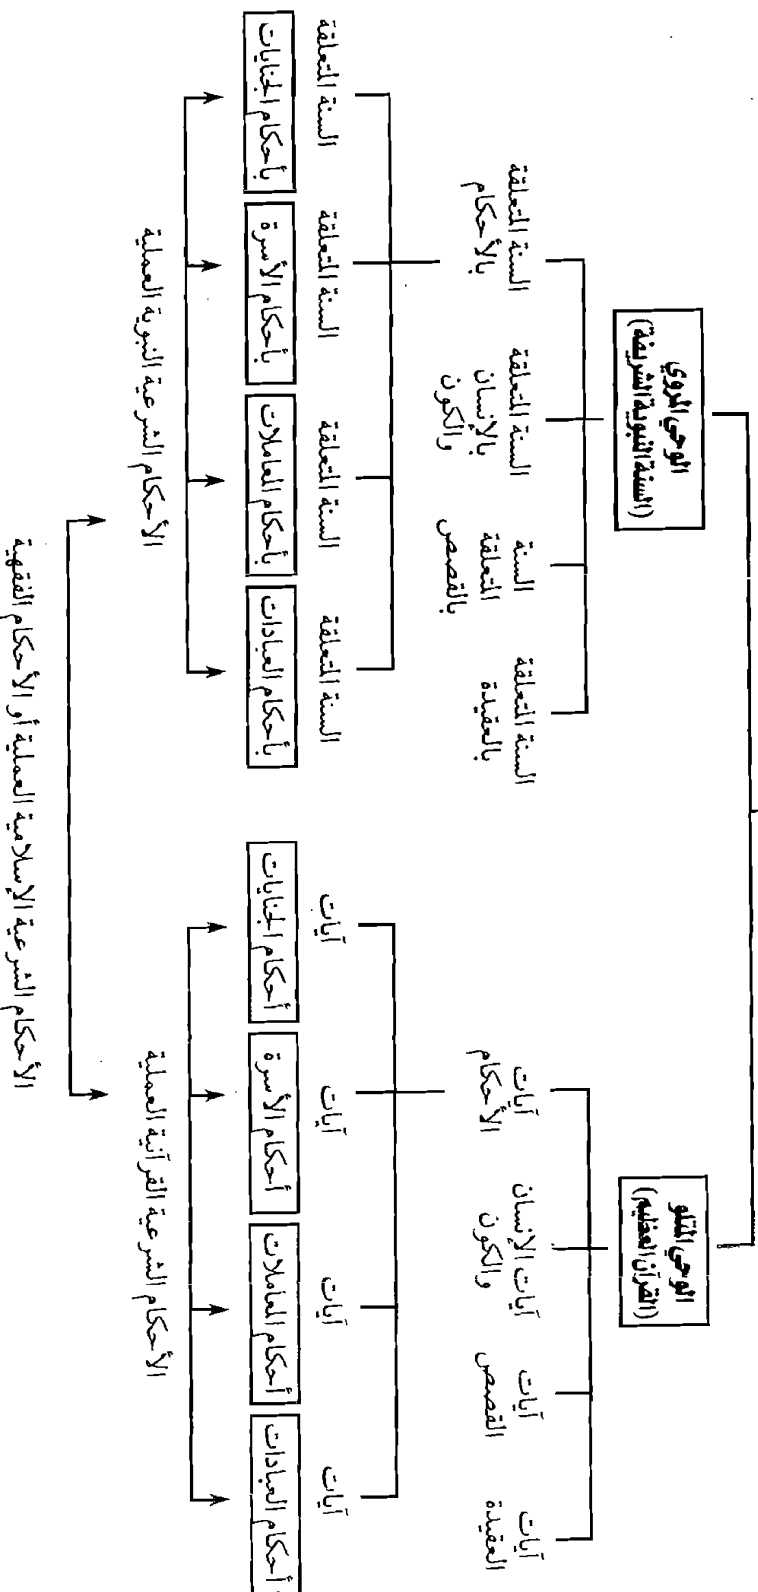 الوحي المتلو
(القرآن العظيم)
الوحي المروي
(السنة النبوية الشريفة)
آيات
العقيدة
آيات
القصص
آيات الإنسان
والكون
آيات
الأحكام
السنة المتعلقة
بالعقيدة
السنة
المتعلقة
بالقصص
السنة المتعلقة
بالإنسان
والكون
السنة المتعلقة
بالأحكام
آيات
أحكام العبادات
آيات
أحكام المعاملات
آيات
أحكام الأسرة
آيات
أحكام الجنايات
السنة المتعلقة
بأحكام العبادات
السنة المتعلقة
بأحكام المعاملات
السنة المتعلقة
بأحكام الأسرة
السنة المتعلقة
بأحكام الجنايات
الأحكام الشرعية القرآنية العملية
الأحكام الشرعية النبوية العملية
الأحكام الشرعية الإسلامية العملية أو الأحكام الفقهية